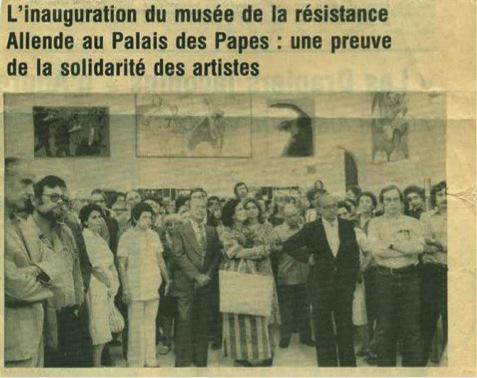 L'inauguration du musée de la résistance
Allende au Palais des Papes : une preuve
de la solidarité des artistes